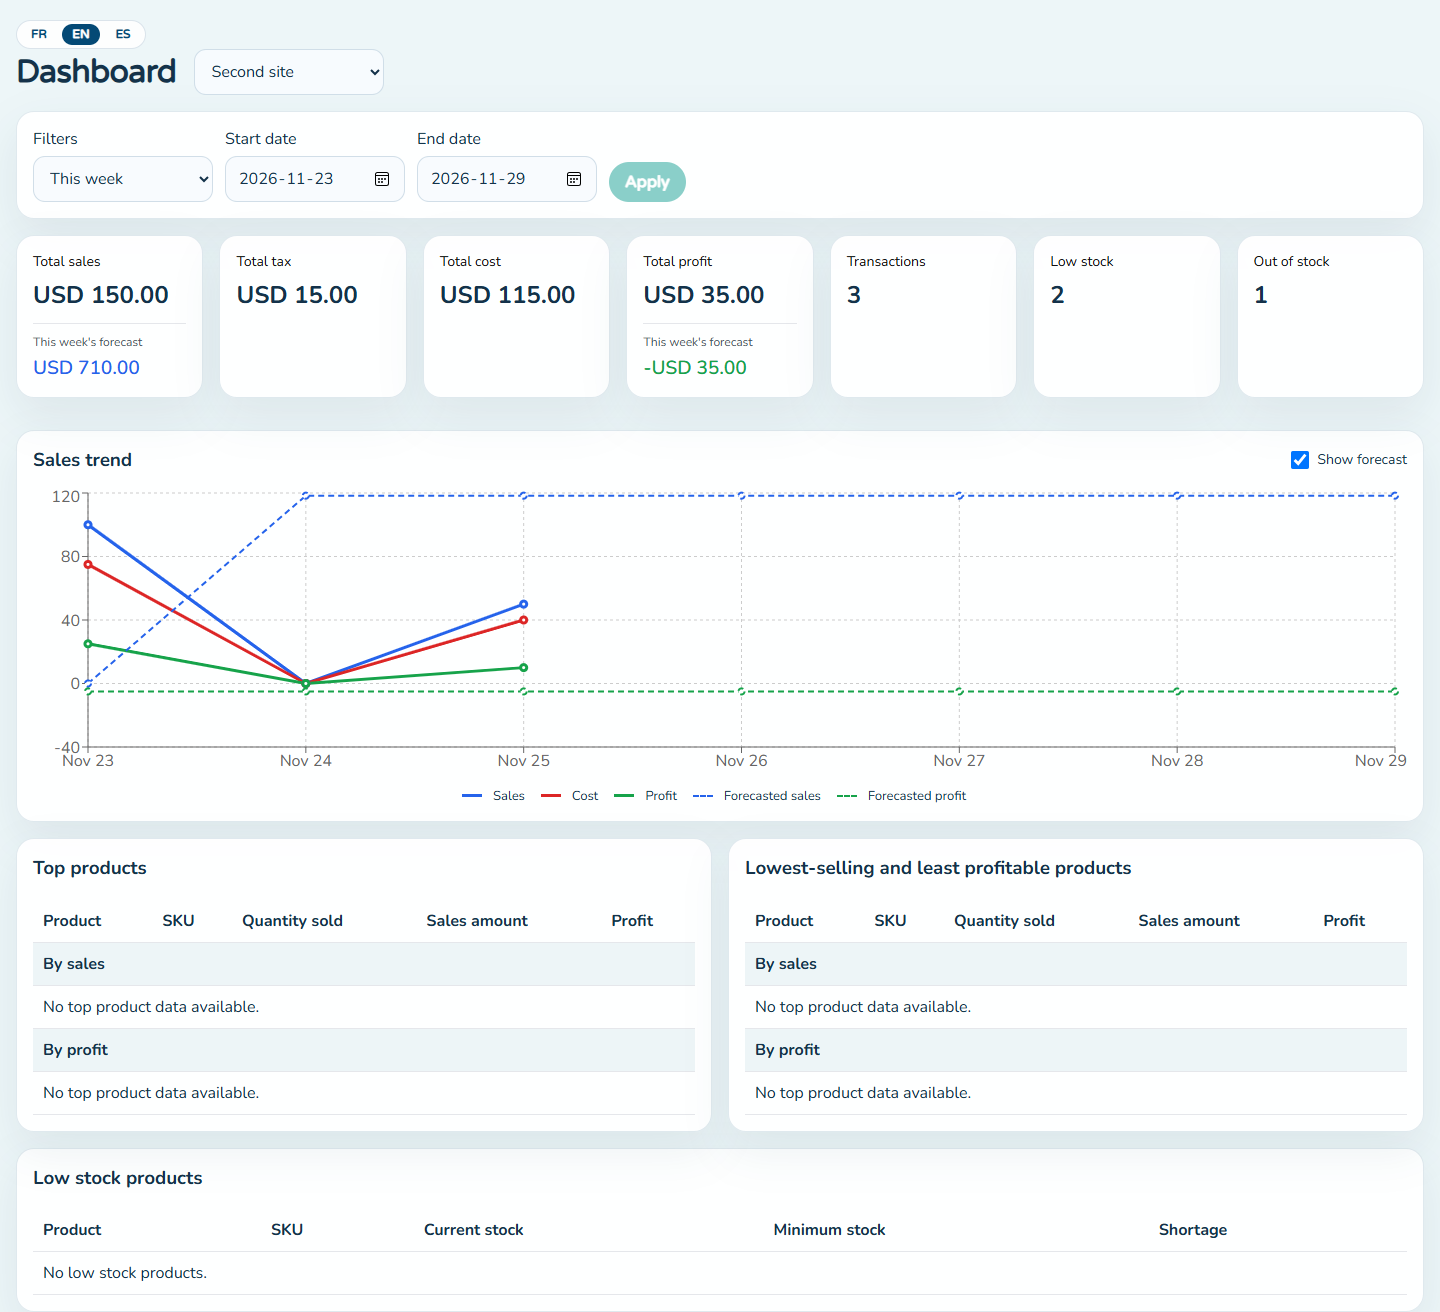 FR EN ES
Dashboard Second site
Filters Start date End date
This week 2026-11-23 2026-11-29 Apply
Total sales Total tax Total cost Total profit Transactions Low stock Out of stock
USD 150.00 USD 15.00 USD 115.00 USD 35.00 3 2 1
This week's forecast This week's forecast
USD 710.00 -USD 35.00
Sales trend Show forecast
120
80
40
0
-40
Nov 23 Nov 24 Nov 25 Nov 26 Nov 27 Nov 28 Nov 29
Sales Cost Profit Forecasted sales Forecasted profit
Top products
Product SKU Quantity sold Sales amount Profit
By sales
No top product data available.
By profit
No top product data available.
Lowest-selling and least profitable products
Product SKU Quantity sold Sales amount Profit
By sales
No top product data available.
By profit
No top product data available.
Low stock products
Product SKU Current stock Minimum stock Shortage
No low stock products.